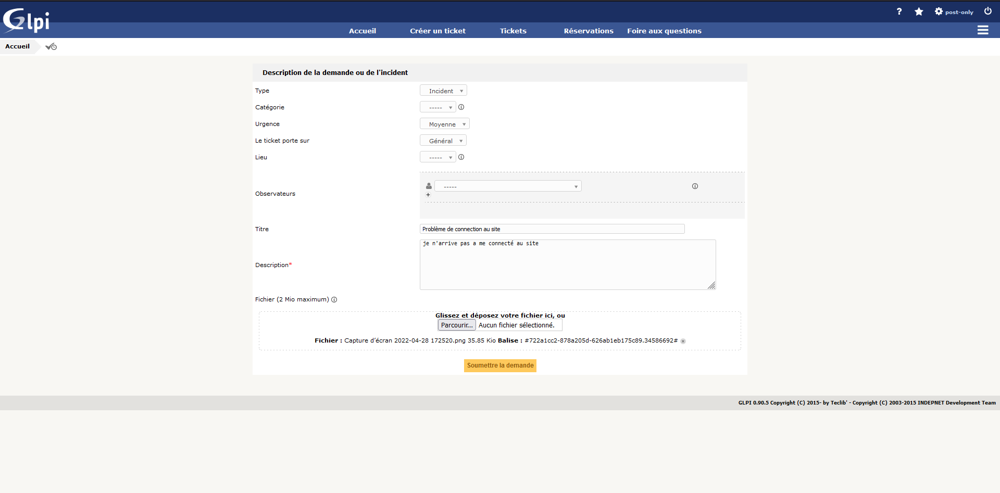 Glpi
? post-only
Accueil Créer un ticket Tickets Réservations Foire aux questions
Accueil
Description de la demande ou de l'incident
Type Incident
Catégorie -----
Urgence Moyenne
Le ticket porte sur Général
Lieu -----
Observateurs -----
+
Titre Problème de connection au site
Description* je n'arrive pas a me connecté au site
Fichier (2 Mio maximum)
Glissez et déposez votre fichier ici, ou
Parcourir... Aucun fichier sélectionné.
Fichier : Capture d’écran 2022-04-28 172520.png 35.85 Kio Balise : #722a1cc2-878a205d-626ab1eb175c89.34586692#
Soumettre la demande
GLPI 0.90.5 Copyright (C) 2015- by Teclib' - Copyright (C) 2003-2015 INDEPNET Development Team